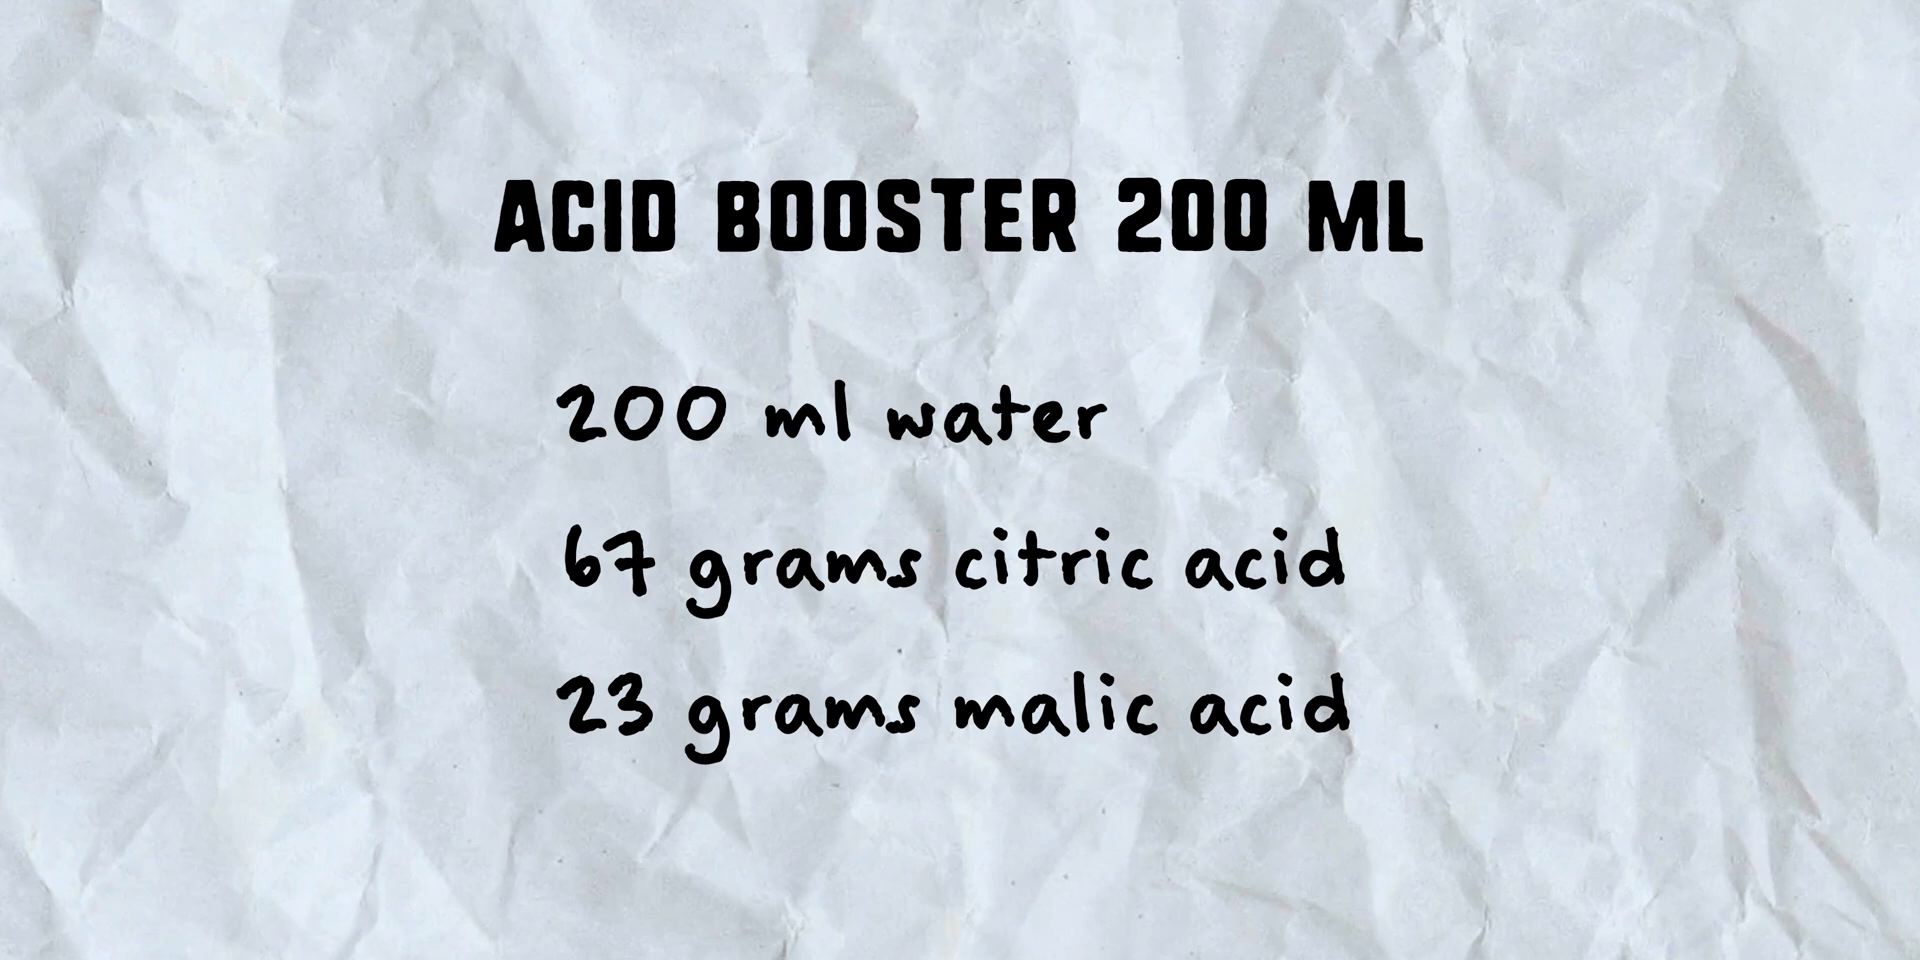 ACID BOOSTER 200 ML
200 ml water
67 grams citric acid
23 grams malic acid